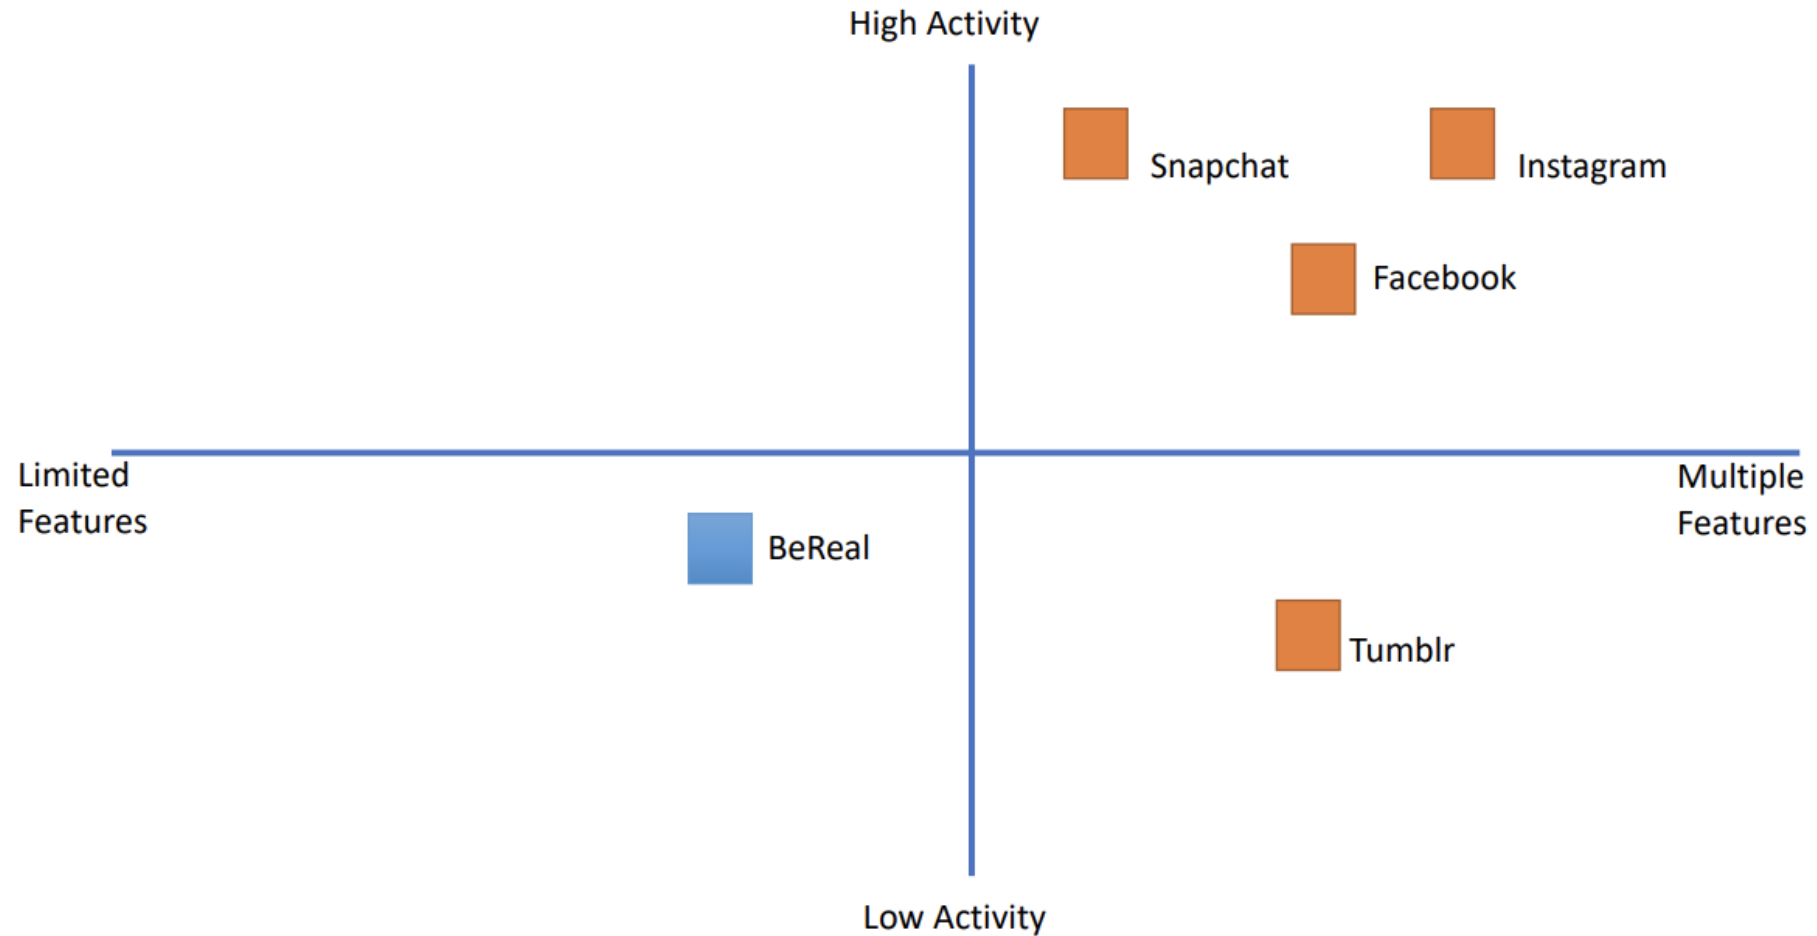 High Activity
Snapchat
Instagram
Facebook
Limited
Features
Multiple
Features
BeReal
Tumblr
Low Activity